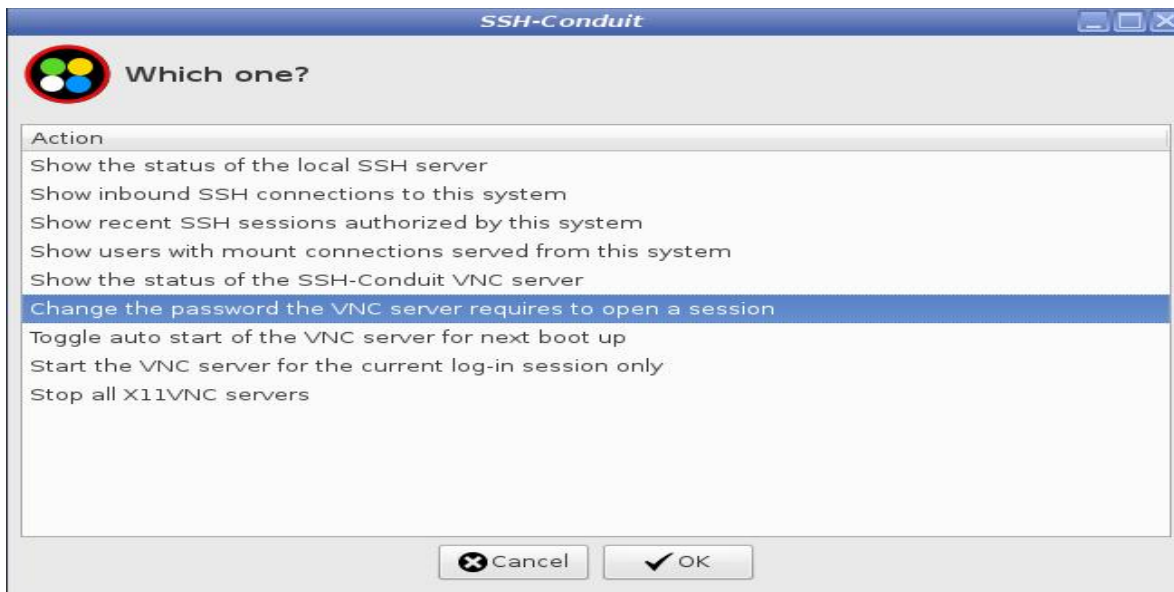 SSH-Conduit
Which one?
Action
Show the status of the local SSH server
Show inbound SSH connections to this system
Show recent SSH sessions authorized by this system
Show users with mount connections served from this system
Show the status of the SSH-Conduit VNC server
Change the password the VNC server requires to open a session
Toggle auto start of the VNC server for next boot up
Start the VNC server for the current log-in session only
Stop all X11VNC servers
Cancel OK